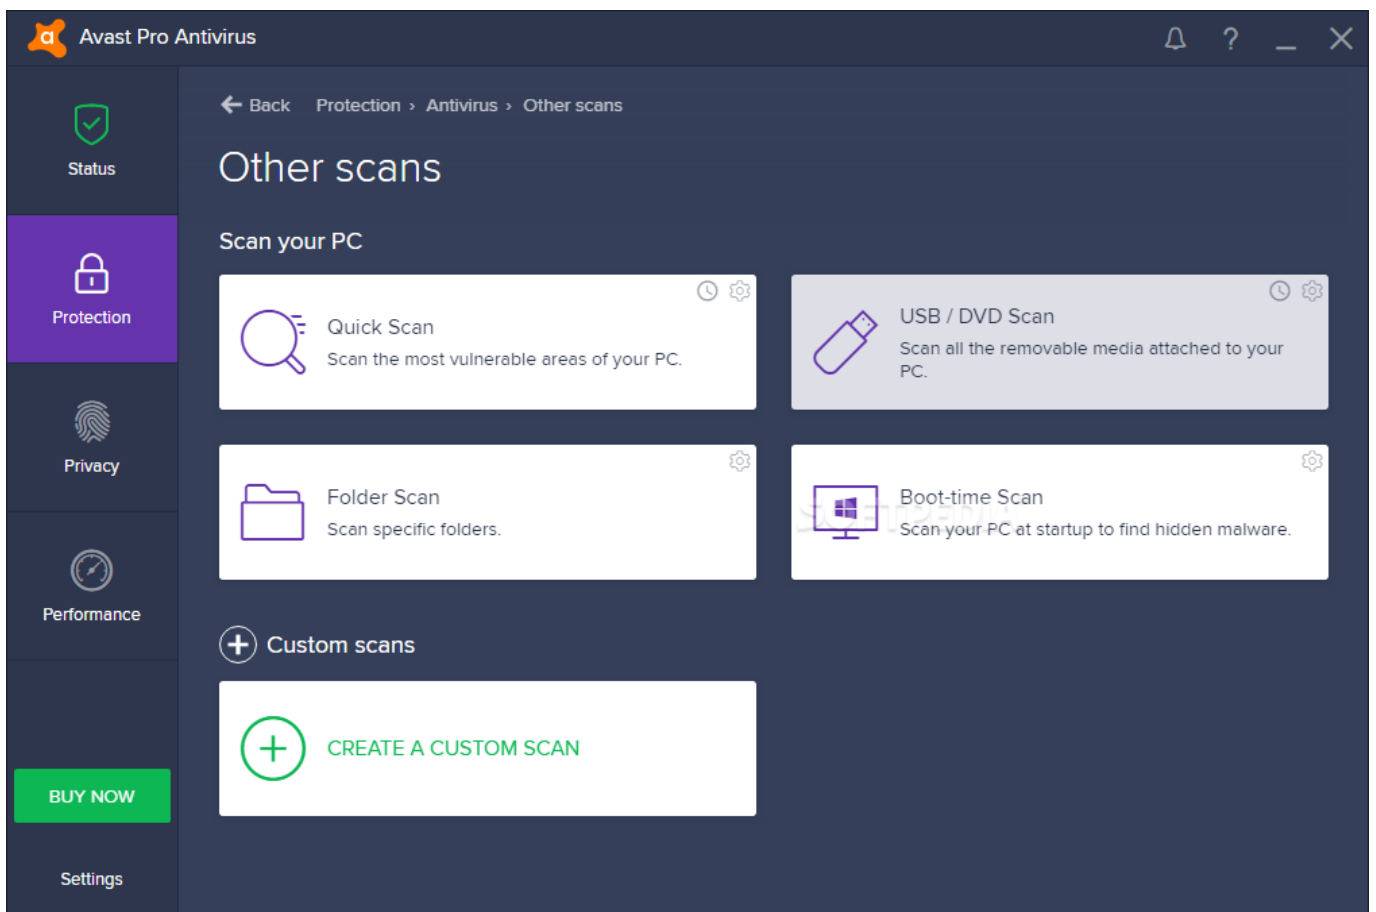 Avast Pro Antivirus
?
Back Protection › Antivirus › Other scans
Other scans
Status
Scan your PC
Quick Scan
Scan the most vulnerable areas of your PC.
USB / DVD Scan
Scan all the removable media attached to your
PC.
Protection
Privacy
Folder Scan
Scan specific folders.
Boot-time Scan
Scan your PC at startup to find hidden malware.
SOFTPEDIA
Performance
Custom scans
CREATE A CUSTOM SCAN
BUY NOW
Settings